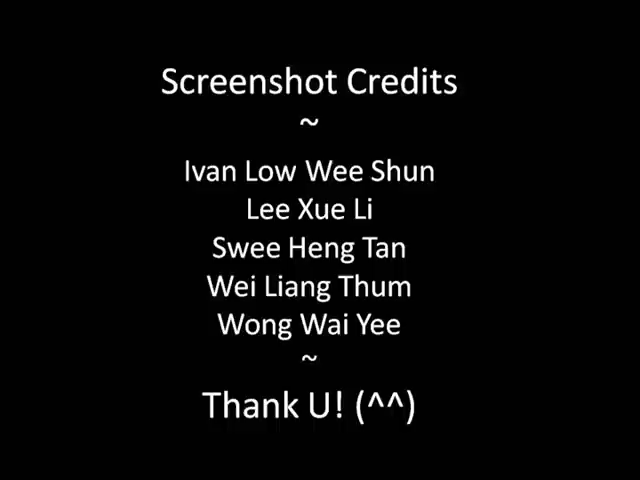 Screenshot Credits
~
Ivan Low Wee Shun
Lee Xue Li
Swee Heng Tan
Wei Liang Thum
Wong Wai Yee
~
Thank U! (^^)